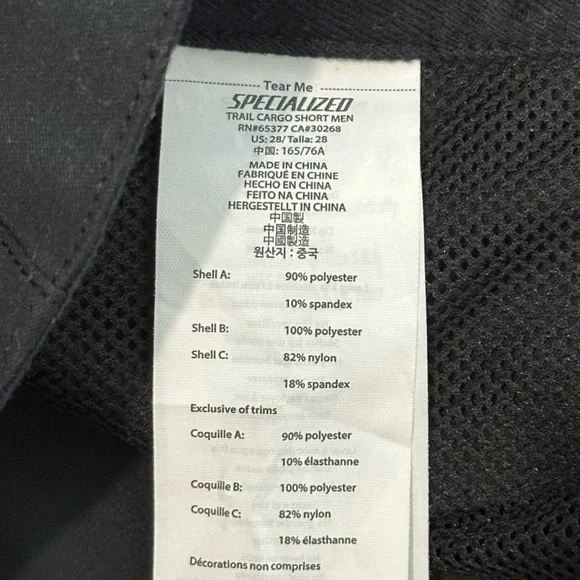 Tear Me
SPECIALIZED
TRAIL CARGO SHORT MEN
RN#65377 CA#30268
US: 28/ Talla: 28
中国: 165/76A
MADE IN CHINA
FABRIQUÉ EN CHINE
HECHO EN CHINA
FEITO NA CHINA
HERGESTELLT IN CHINA
中国製
中国制造
中國製造
원산지: 중국
Shell A: 90% polyester
10% spandex
Shell B: 100% polyester
Shell C: 82% nylon
18% spandex
Exclusive of trims
Coquille A: 90% polyester
10% élasthanne
Coquille B: 100% polyester
Coquille C: 82% nylon
18% élasthanne
Décorations non comprises